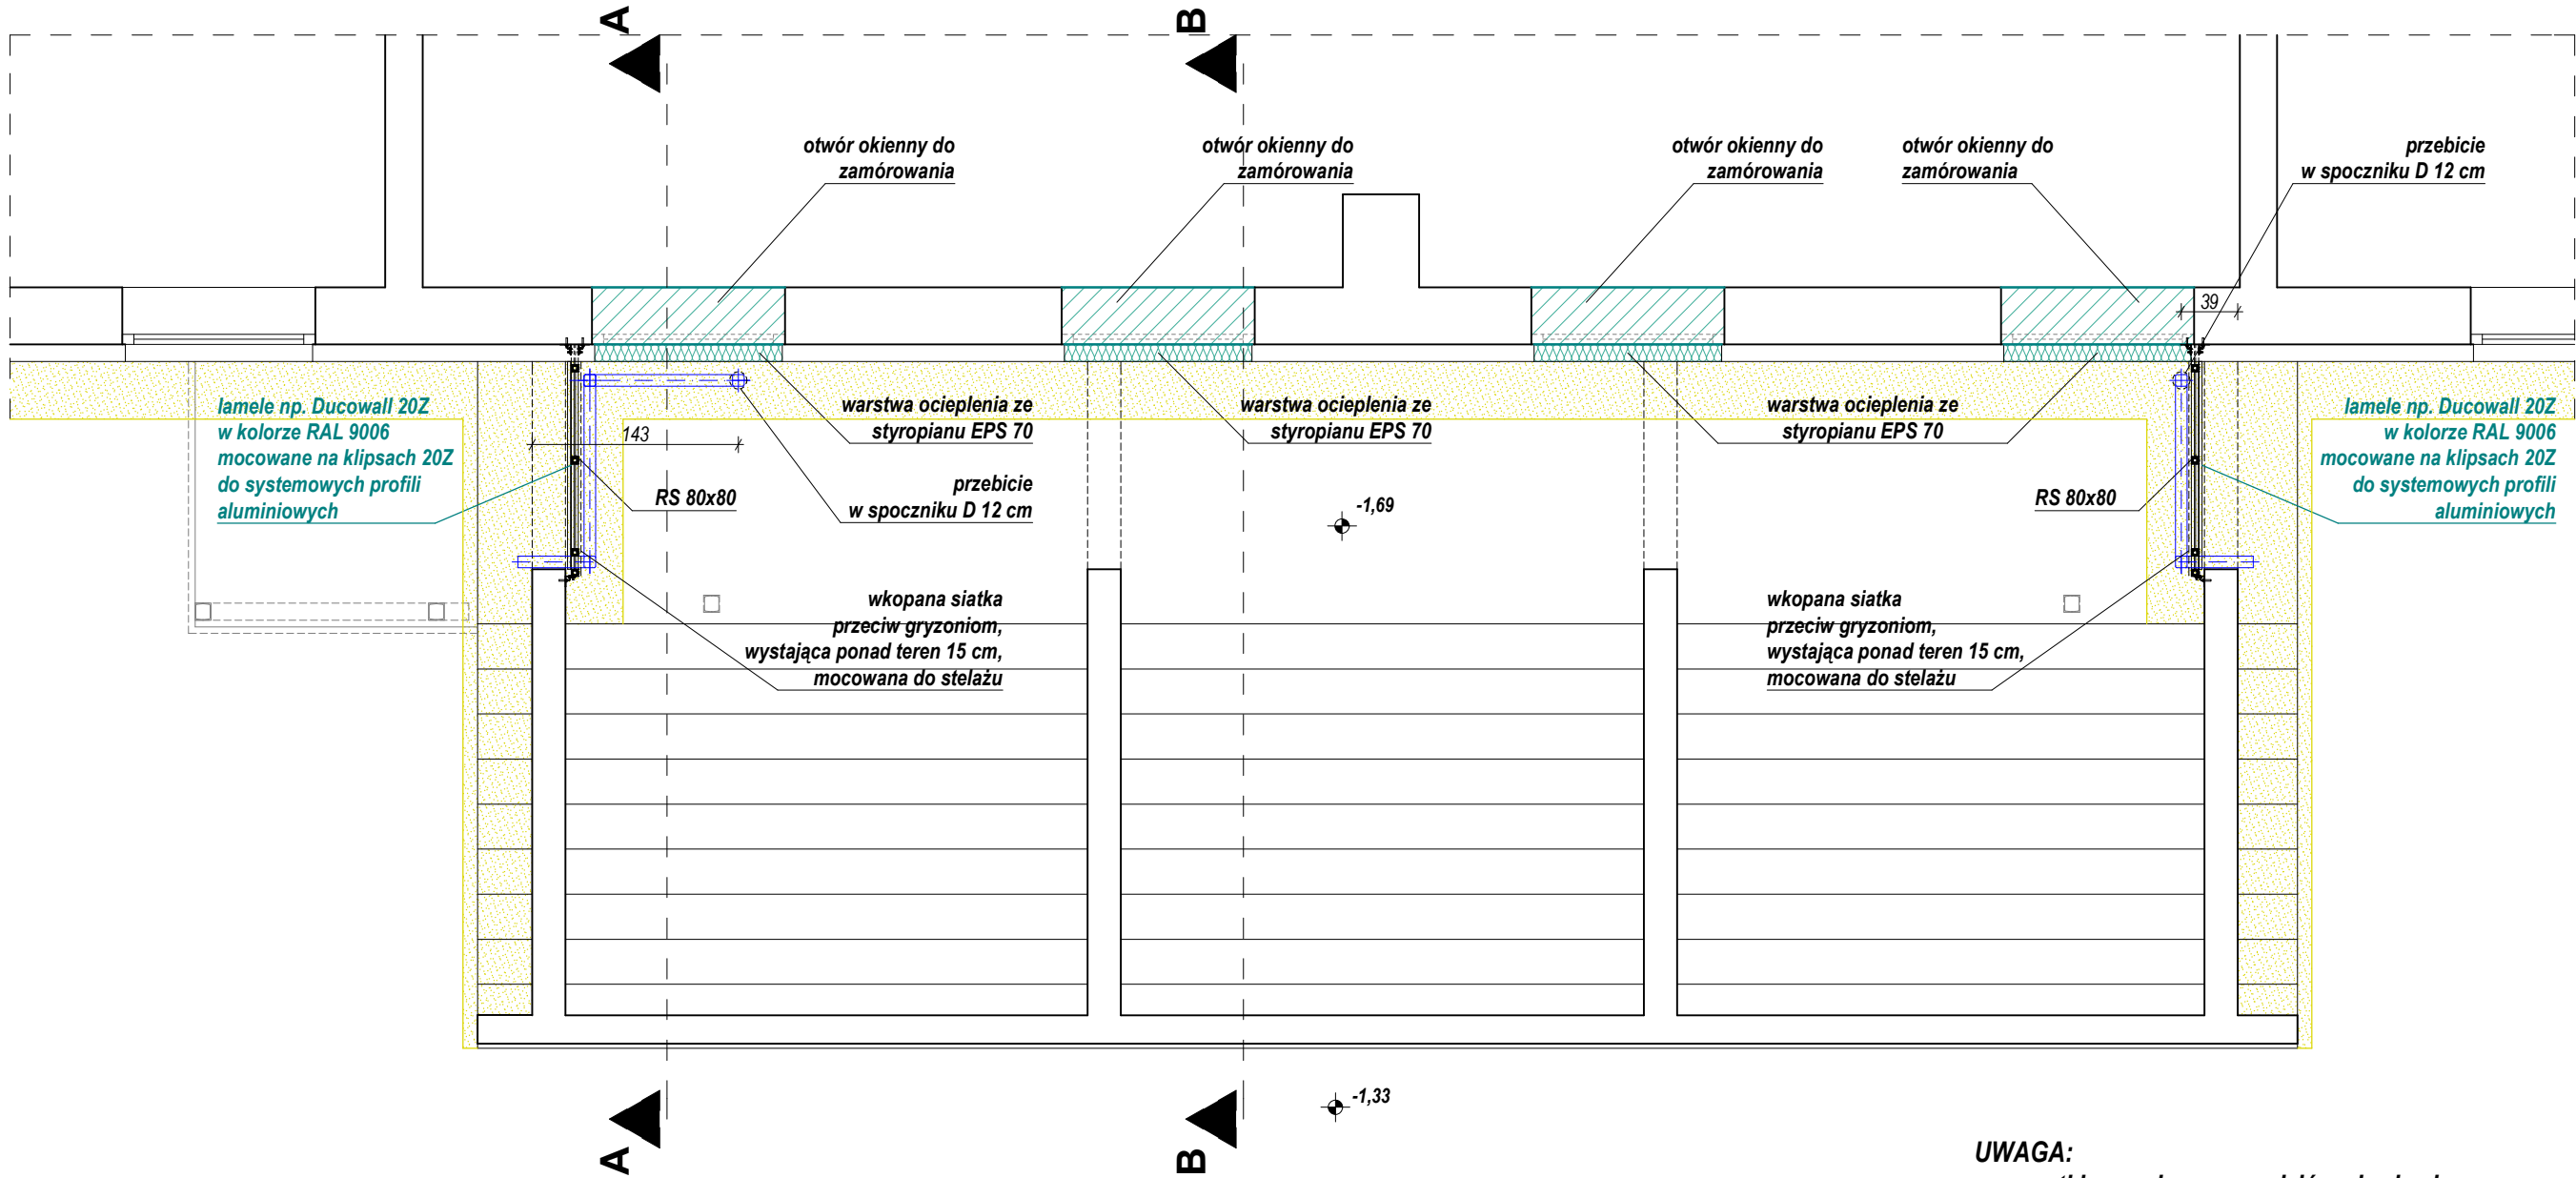 A
B
otwór okienny do
zamórowania
otwór okienny do
zamórowania
otwór okienny do
zamórowania
otwór okienny do
zamórowania
przebicie
w spoczniku D 12 cm
39
lamele np. Ducowall 20Z
w kolorze RAL 9006
mocowane na klipsach 20Z
do systemowych profili
aluminiowych
143
RS 80x80
warstwa ocieplenia ze
styropianu EPS 70
przebicie
w spoczniku D 12 cm
warstwa ocieplenia ze
styropianu EPS 70
-1,69
warstwa ocieplenia ze
styropianu EPS 70
RS 80x80
lamele np. Ducowall 20Z
w kolorze RAL 9006
mocowane na klipsach 20Z
do systemowych profili
aluminiowych
wkopana siatka
przeciw gryzoniom,
wystająca ponad teren 15 cm,
mocowana do stelażu
wkopana siatka
przeciw gryzoniom,
wystająca ponad teren 15 cm,
mocowana do stelażu
-1,33
A
B
UWAGA: